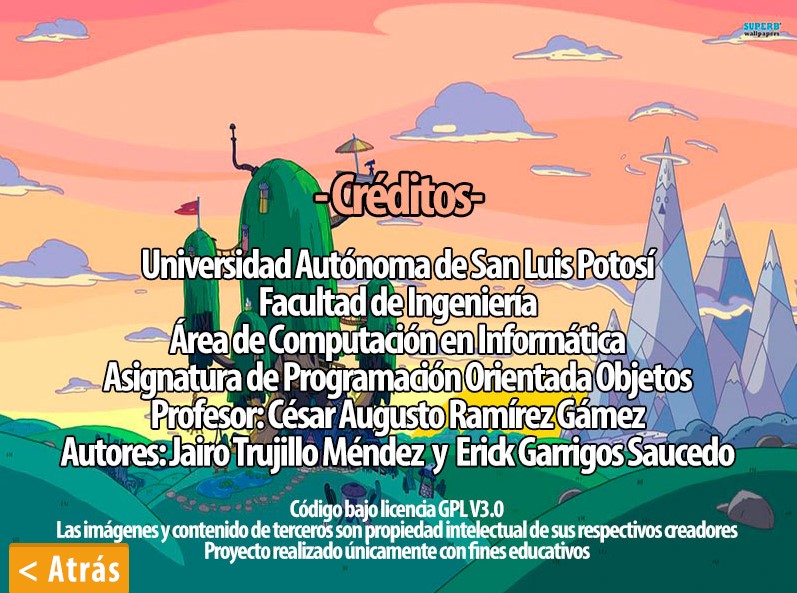 SUPERB
wallpapers
- Créditos-
Universidad Autónoma de San Luis Potosí
Facultad de Ingeniería
Área de Computación en Informática
Asignatura de Programación Orientada Objetos
Profesor: César Augusto Ramírez Gámez
Autores: Jairo Trujillo Méndez y Erick Garrigos Saucedo
Código bajo licencia GPL V3.0
Las imágenes y contenido de terceros son propiedad intelectual de sus respectivos creadores
Proyecto realizado únicamente con fines educativos
< Atrás